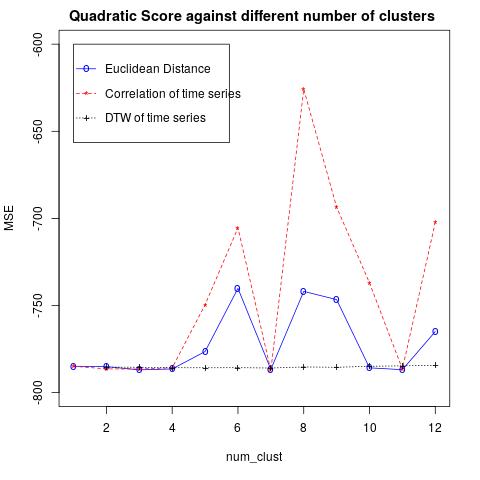 Quadratic Score against different number of clusters
Euclidean Distance
Correlation of time series
DTW of time series
MSE
-600
-650
-700
-750
-800
2 4 6 8 10 12
num_clust